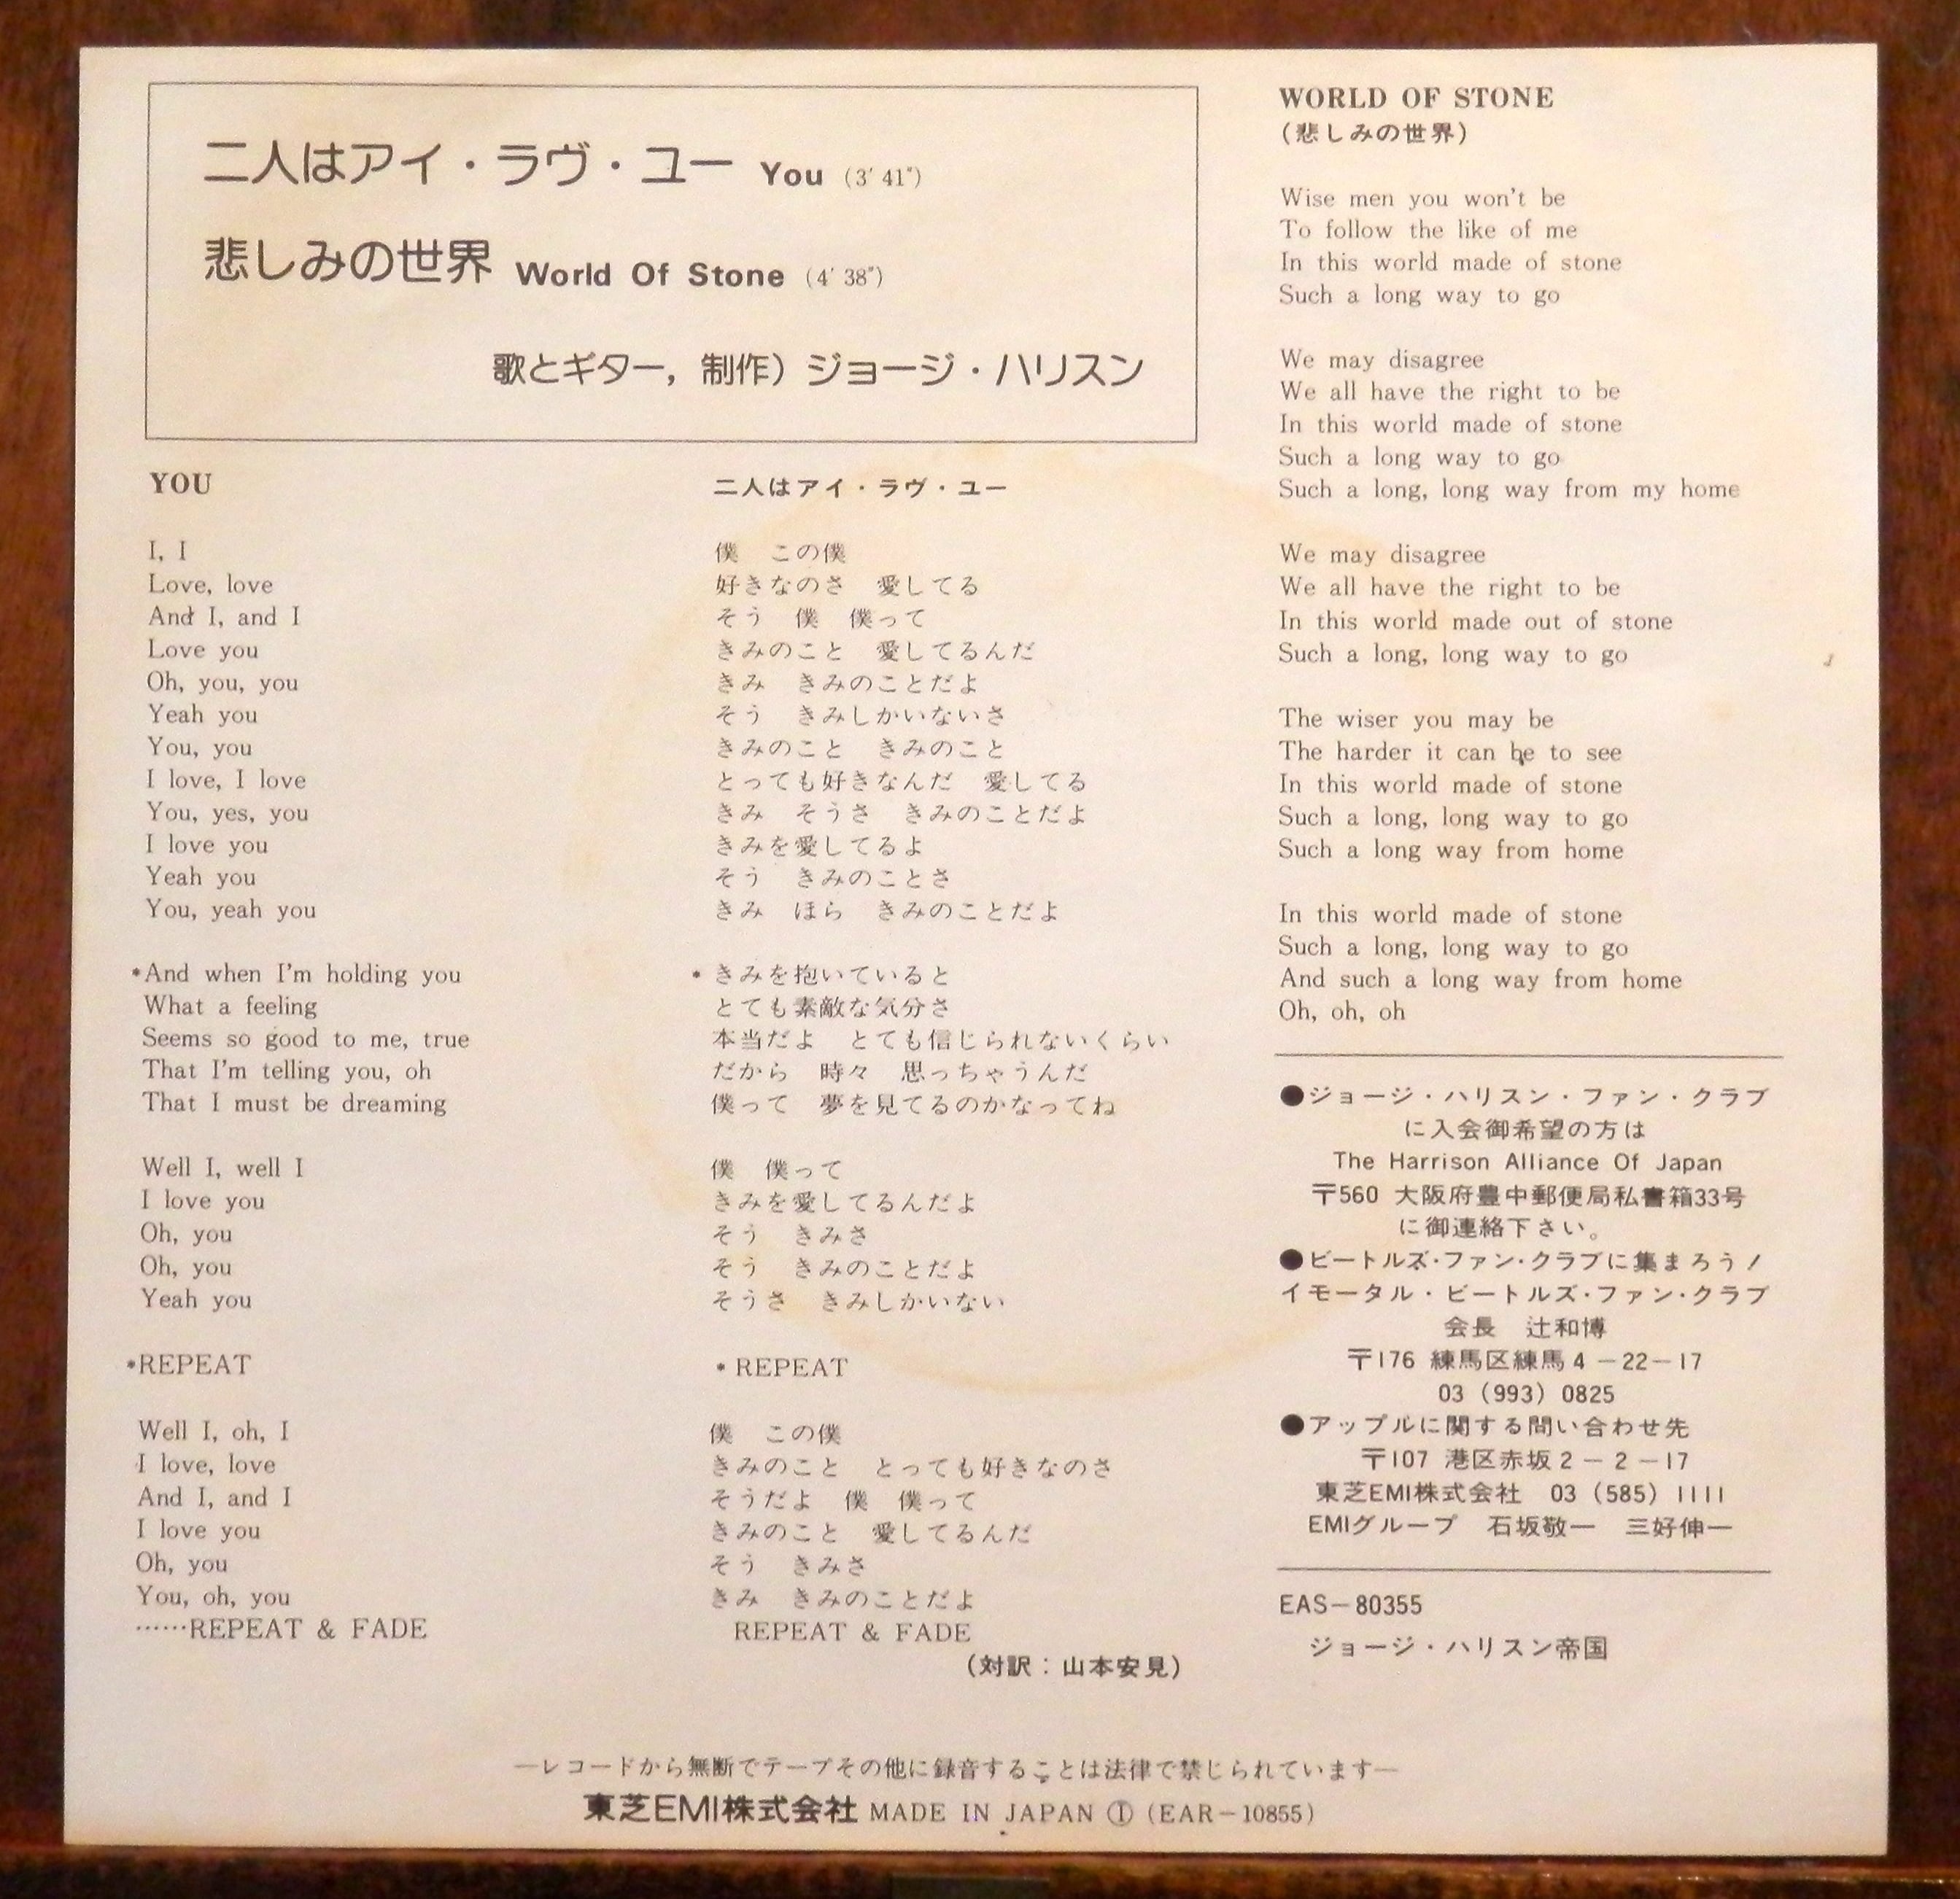 二人はアイ・ラヴ・ユー You (3′41″)
悲しみの世界 World Of Stone (4′38″)
歌とギター，制作）ジョージ・ハリスン
YOU
I, I
Love, love
And I, and I
Love you
Oh, you, you
Yeah you
You, you
I love, I love
You, yes, you
I love you
Yeah you
You, yeah you
*And when I'm holding you
What a feeling
Seems so good to me, true
That I'm telling you, oh
That I must be dreaming
Well I, well I
I love you
Oh, you
Oh, you
Yeah you
*REPEAT
Well I, oh, I
I love, love
And I, and I
I love you
Oh, you
You, oh, you
……REPEAT & FADE
二人はアイ・ラヴ・ユー
僕　この僕
好きなのさ　愛してる
そう　僕　僕って
きみのこと　愛してるんだ
きみ　きみのことだよ
そう　きみしかいないさ
きみのこと　きみのこと
とっても好きなんだ　愛してる
きみ　そうさ　きみのことだよ
きみを愛してるよ
そう　きみのことさ
きみ　ほら　きみのことだよ
* きみを抱いていると
とても素敵な気分さ
本当だよ　とても信じられないくらい
だから　時々　思っちゃうんだ
僕って　夢を見てるのかなってね
僕　僕って
きみを愛してるんだよ
そう　きみさ
そう　きみのことだよ
そうさ　きみしかいない
* REPEAT
僕　この僕
きみのこと　とっても好きなのさ
そうだよ　僕　僕って
きみのこと　愛してるんだ
そう　きみさ
きみ　きみのことだよ
REPEAT & FADE
（対訳：山本安見）
WORLD OF STONE
（悲しみの世界）
Wise men you won't be
To follow the like of me
In this world made of stone
Such a long way to go
We may disagree
We all have the right to be
In this world made of stone
Such a long way to go
Such a long, long way from my home
We may disagree
We all have the right to be
In this world made out of stone
Such a long, long way to go
The wiser you may be
The harder it can be to see
In this world made of stone
Such a long, long way to go
Such a long way from home
In this world made of stone
Such a long, long way to go
And such a long way from home
Oh, oh, oh
●ジョージ・ハリスン・ファン・クラブ
に入会御希望の方は
The Harrison Alliance Of Japan
〒560 大阪府豊中郵便局私書箱33号
に御連絡下さい。
●ビートルズ・ファン・クラブに集まろう！
イモータル・ビートルズ・ファン・クラブ
会長　辻和博
〒176 練馬区練馬4－22－17
03（993）0825
●アップルに関する問い合わせ先
〒107 港区赤坂2－2－17
東芝EMI株式会社　03（585）1111
EMIグループ　石坂敬一　三好伸一
EAS－80355
ジョージ・ハリスン帝国
―レコードから無断でテープその他に録音することは法律で禁じられています―
東芝EMI株式会社 MADE IN JAPAN Ⓣ (EAR－10855)